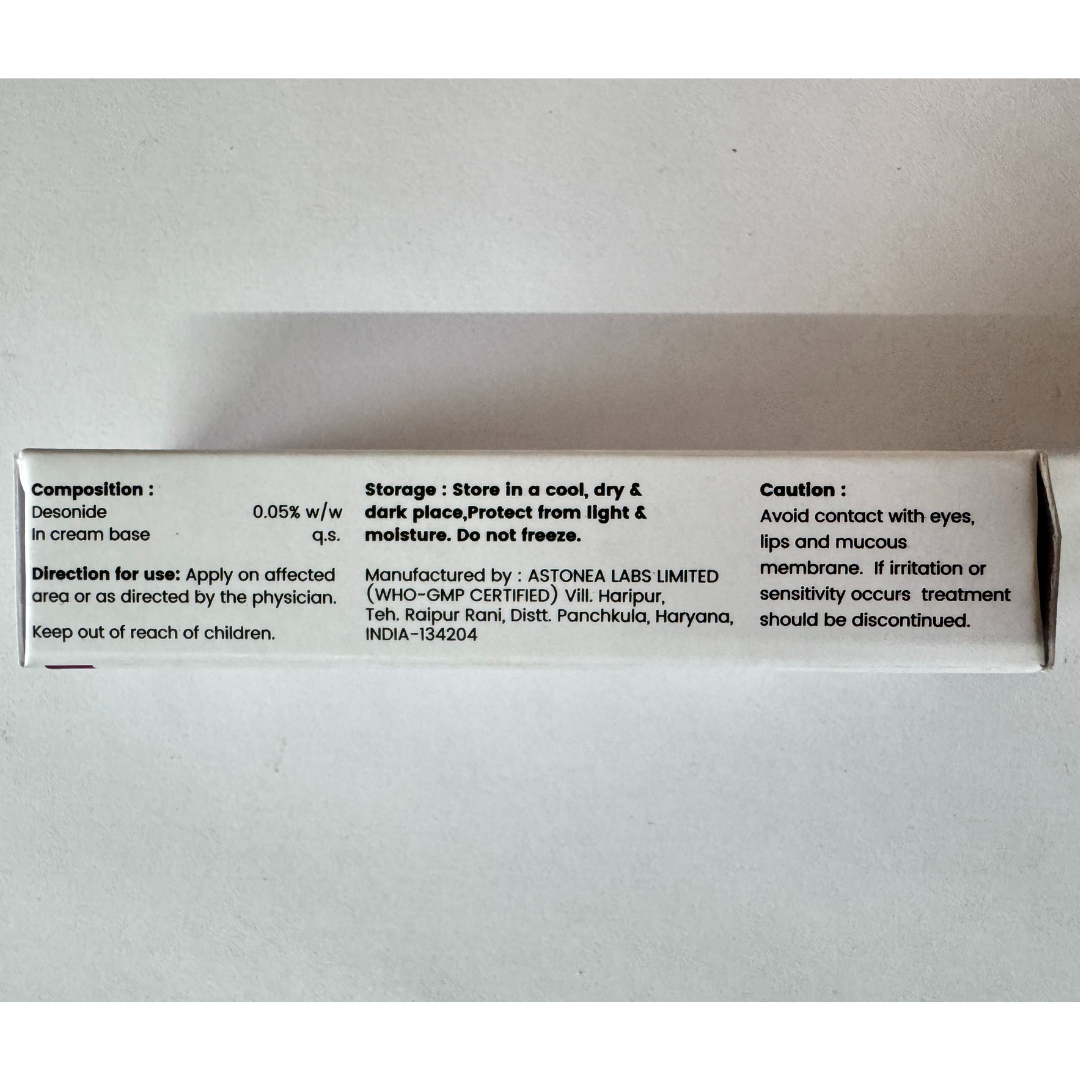 Composition :
Desonide 0.05% w/w
In cream base q.s.
Direction for use: Apply on affected
area or as directed by the physician.
Keep out of reach of children.
Storage : Store in a cool, dry &
dark place,Protect from light &
moisture. Do not freeze.
Manufactured by : ASTONEA LABS LIMITED
(WHO-GMP CERTIFIED) Vill. Haripur,
Teh. Raipur Rani, Distt. Panchkula, Haryana,
INDIA-134204
Caution :
Avoid contact with eyes,
lips and mucous
membrane. If irritation or
sensitivity occurs treatment
should be discontinued.